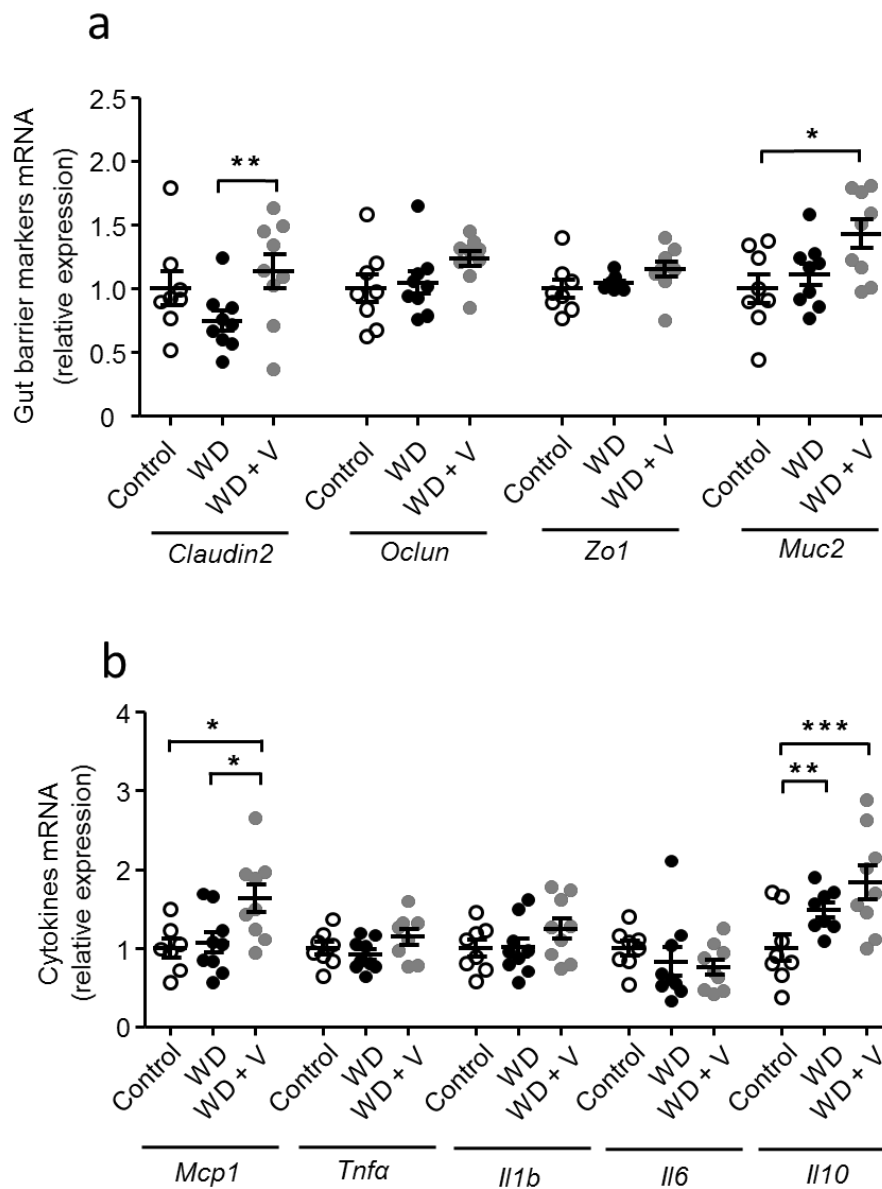 a
Gut barrier markers mRNA
(relative expression)
2.5
2.0
1.5
1.0
0.5
0
**
*
Control
WD
WD + V
Control
WD
WD + V
Control
WD
WD + V
Control
WD
WD + V
Claudin2
Oclun
Zo1
Muc2
b
Cytokines mRNA
(relative expression)
4
3
2
1
0
*
*
***
**
Control
WD
WD + V
Control
WD
WD + V
Control
WD
WD + V
Control
WD
WD + V
Control
WD
WD + V
Mcp1
Tnfα
Il1b
Il6
Il10